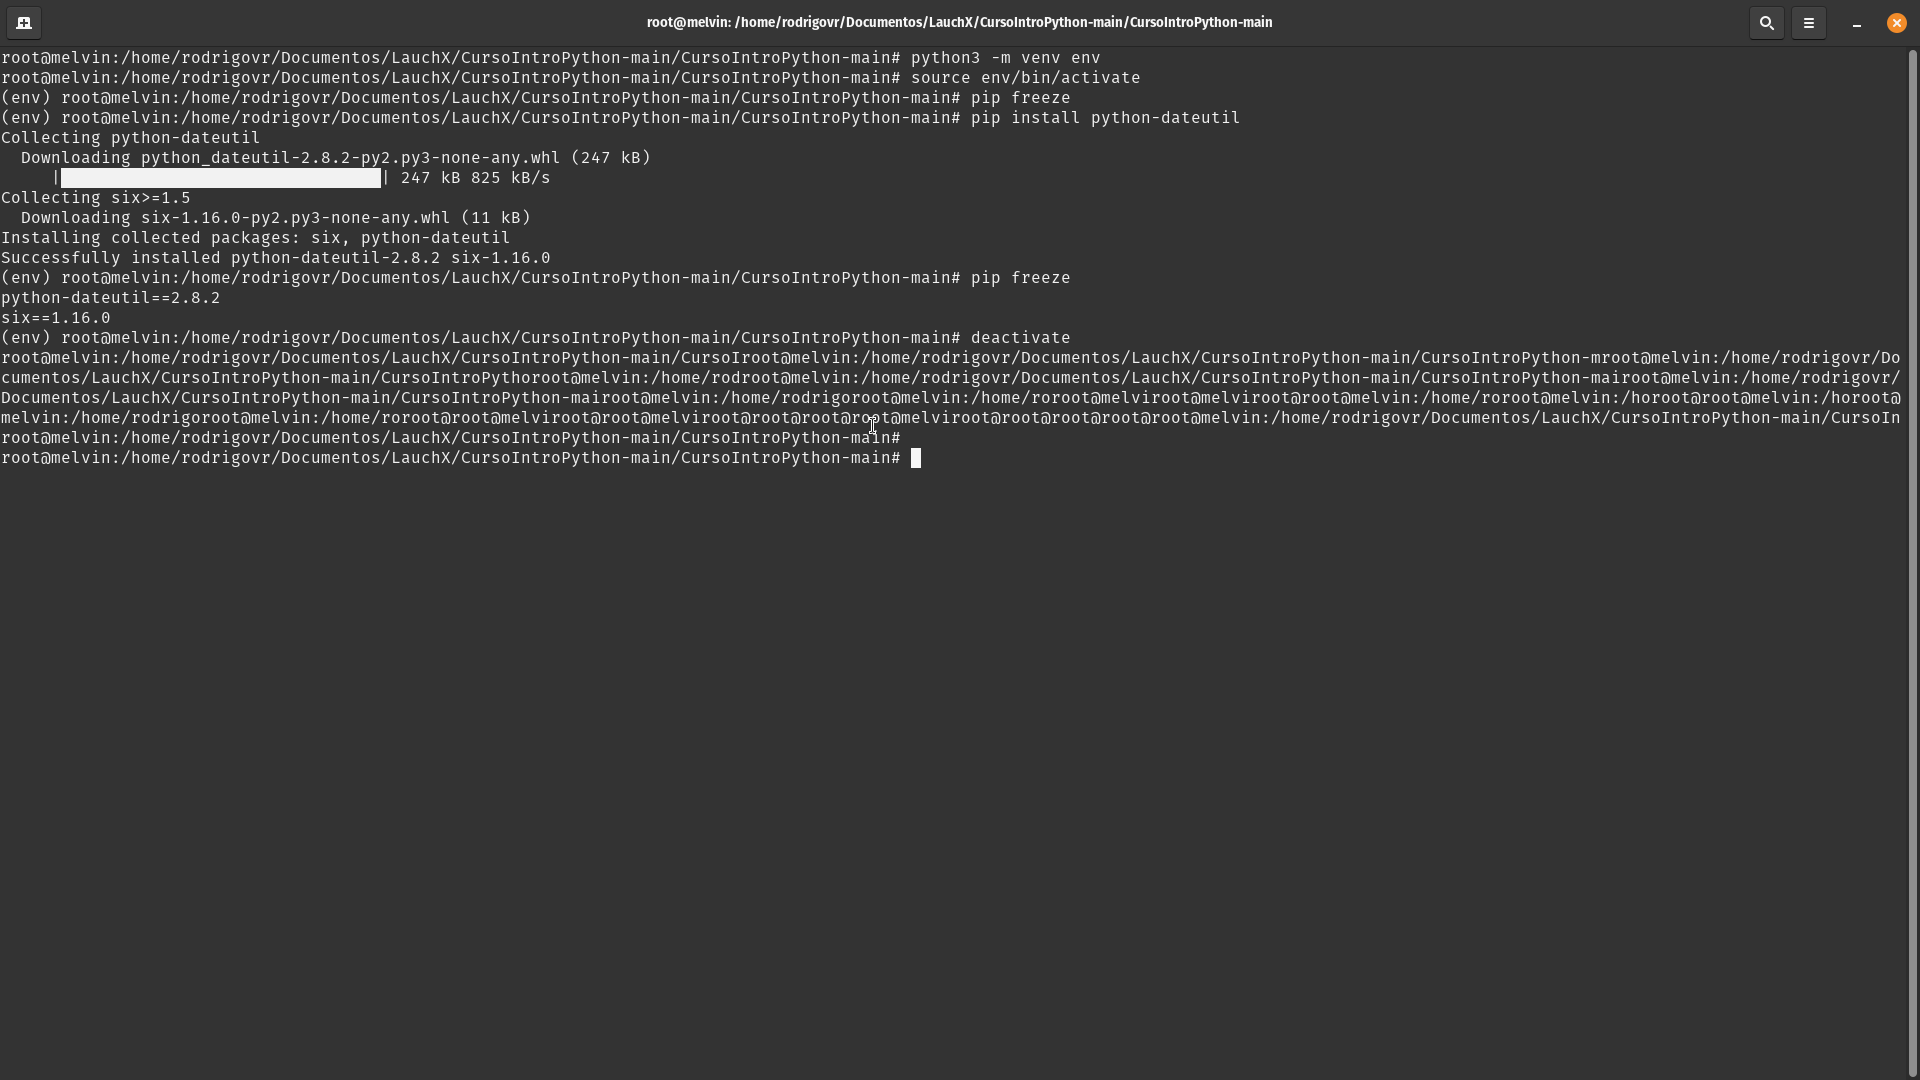 root@melvin: /home/rodrigovr/Documentos/LauchX/CursoIntroPython-main/CursoIntroPython-main
root@melvin:/home/rodrigovr/Documentos/LauchX/CursoIntroPython-main/CursoIntroPython-main# python3 -m venv env
root@melvin:/home/rodrigovr/Documentos/LauchX/CursoIntroPython-main/CursoIntroPython-main# source env/bin/activate
(env) root@melvin:/home/rodrigovr/Documentos/LauchX/CursoIntroPython-main/CursoIntroPython-main# pip freeze
(env) root@melvin:/home/rodrigovr/Documentos/LauchX/CursoIntroPython-main/CursoIntroPython-main# pip install python-dateutil
Collecting python-dateutil
  Downloading python_dateutil-2.8.2-py2.py3-none-any.whl (247 kB)
     |████████████████████████████████| 247 kB 825 kB/s
Collecting six>=1.5
  Downloading six-1.16.0-py2.py3-none-any.whl (11 kB)
Installing collected packages: six, python-dateutil
Successfully installed python-dateutil-2.8.2 six-1.16.0
(env) root@melvin:/home/rodrigovr/Documentos/LauchX/CursoIntroPython-main/CursoIntroPython-main# pip freeze
python-dateutil==2.8.2
six==1.16.0
(env) root@melvin:/home/rodrigovr/Documentos/LauchX/CursoIntroPython-main/CursoIntroPython-main# deactivate
root@melvin:/home/rodrigovr/Documentos/LauchX/CursoIntroPython-main/CursoIroot@melvin:/home/rodrigovr/Documentos/LauchX/CursoIntroPython-main/CursoIntroPython-mroot@melvin:/home/rodrigovr/Do
cumentos/LauchX/CursoIntroPython-main/CursoIntroPythoroot@melvin:/home/rodroot@melvin:/home/rodrigovr/Documentos/LauchX/CursoIntroPython-main/CursoIntroPython-mairoot@melvin:/home/rodrigovr/
Documentos/LauchX/CursoIntroPython-main/CursoIntroPython-mairoot@melvin:/home/rodrigoroot@melvin:/home/roroot@melviroot@melviroot@root@melvin:/home/roroot@melvin:/horoot@root@melvin:/horoot@
melvin:/home/rodrigoroot@melvin:/home/roroot@root@melviroot@root@melviroot@root@root@root@melviroot@root@root@root@root@melvin:/home/rodrigovr/Documentos/LauchX/CursoIntroPython-main/CursoIn
root@melvin:/home/rodrigovr/Documentos/LauchX/CursoIntroPython-main/CursoIntroPython-main#
root@melvin:/home/rodrigovr/Documentos/LauchX/CursoIntroPython-main/CursoIntroPython-main#